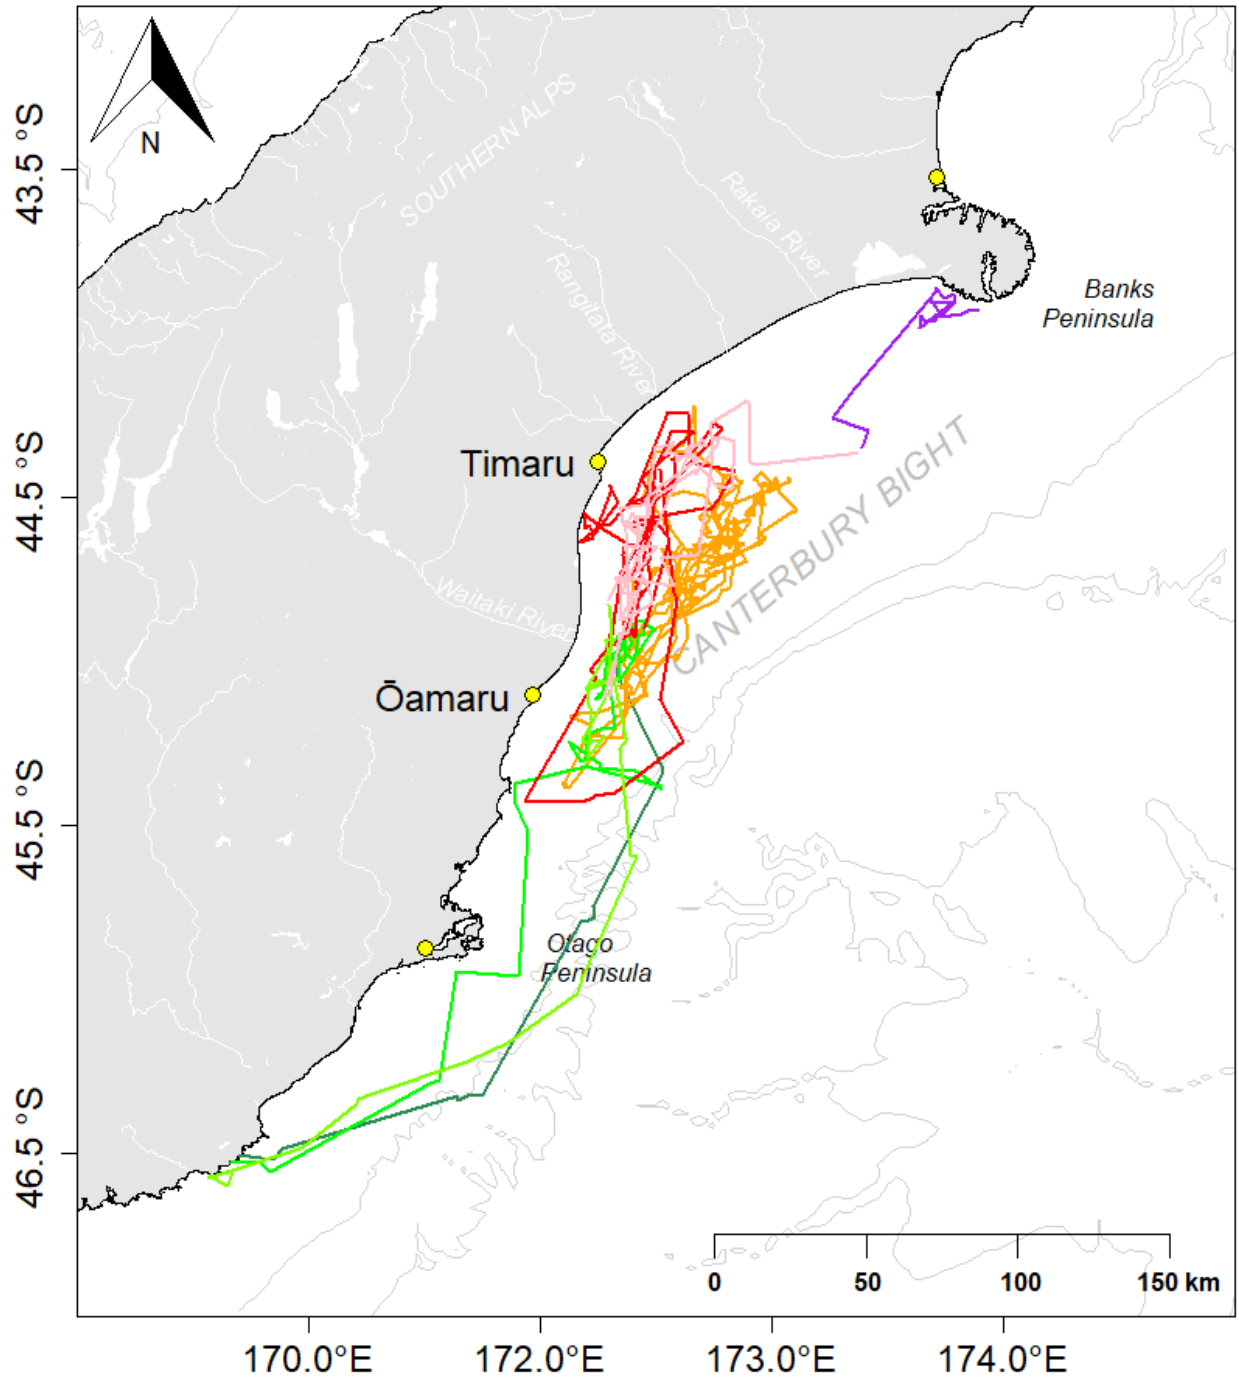 N
SOUTHERN ALPS
43.5 °S
Rakaia River
Rangitata River
Banks
Peninsula
Timaru
44.5 °S
CANTERBURY BIGHT
Waitaki River
Ōamaru
45.5 °S
Otago
Peninsula
46.5 °S
0 50 100 150 km
170.0°E 172.0°E 173.0°E 174.0°E